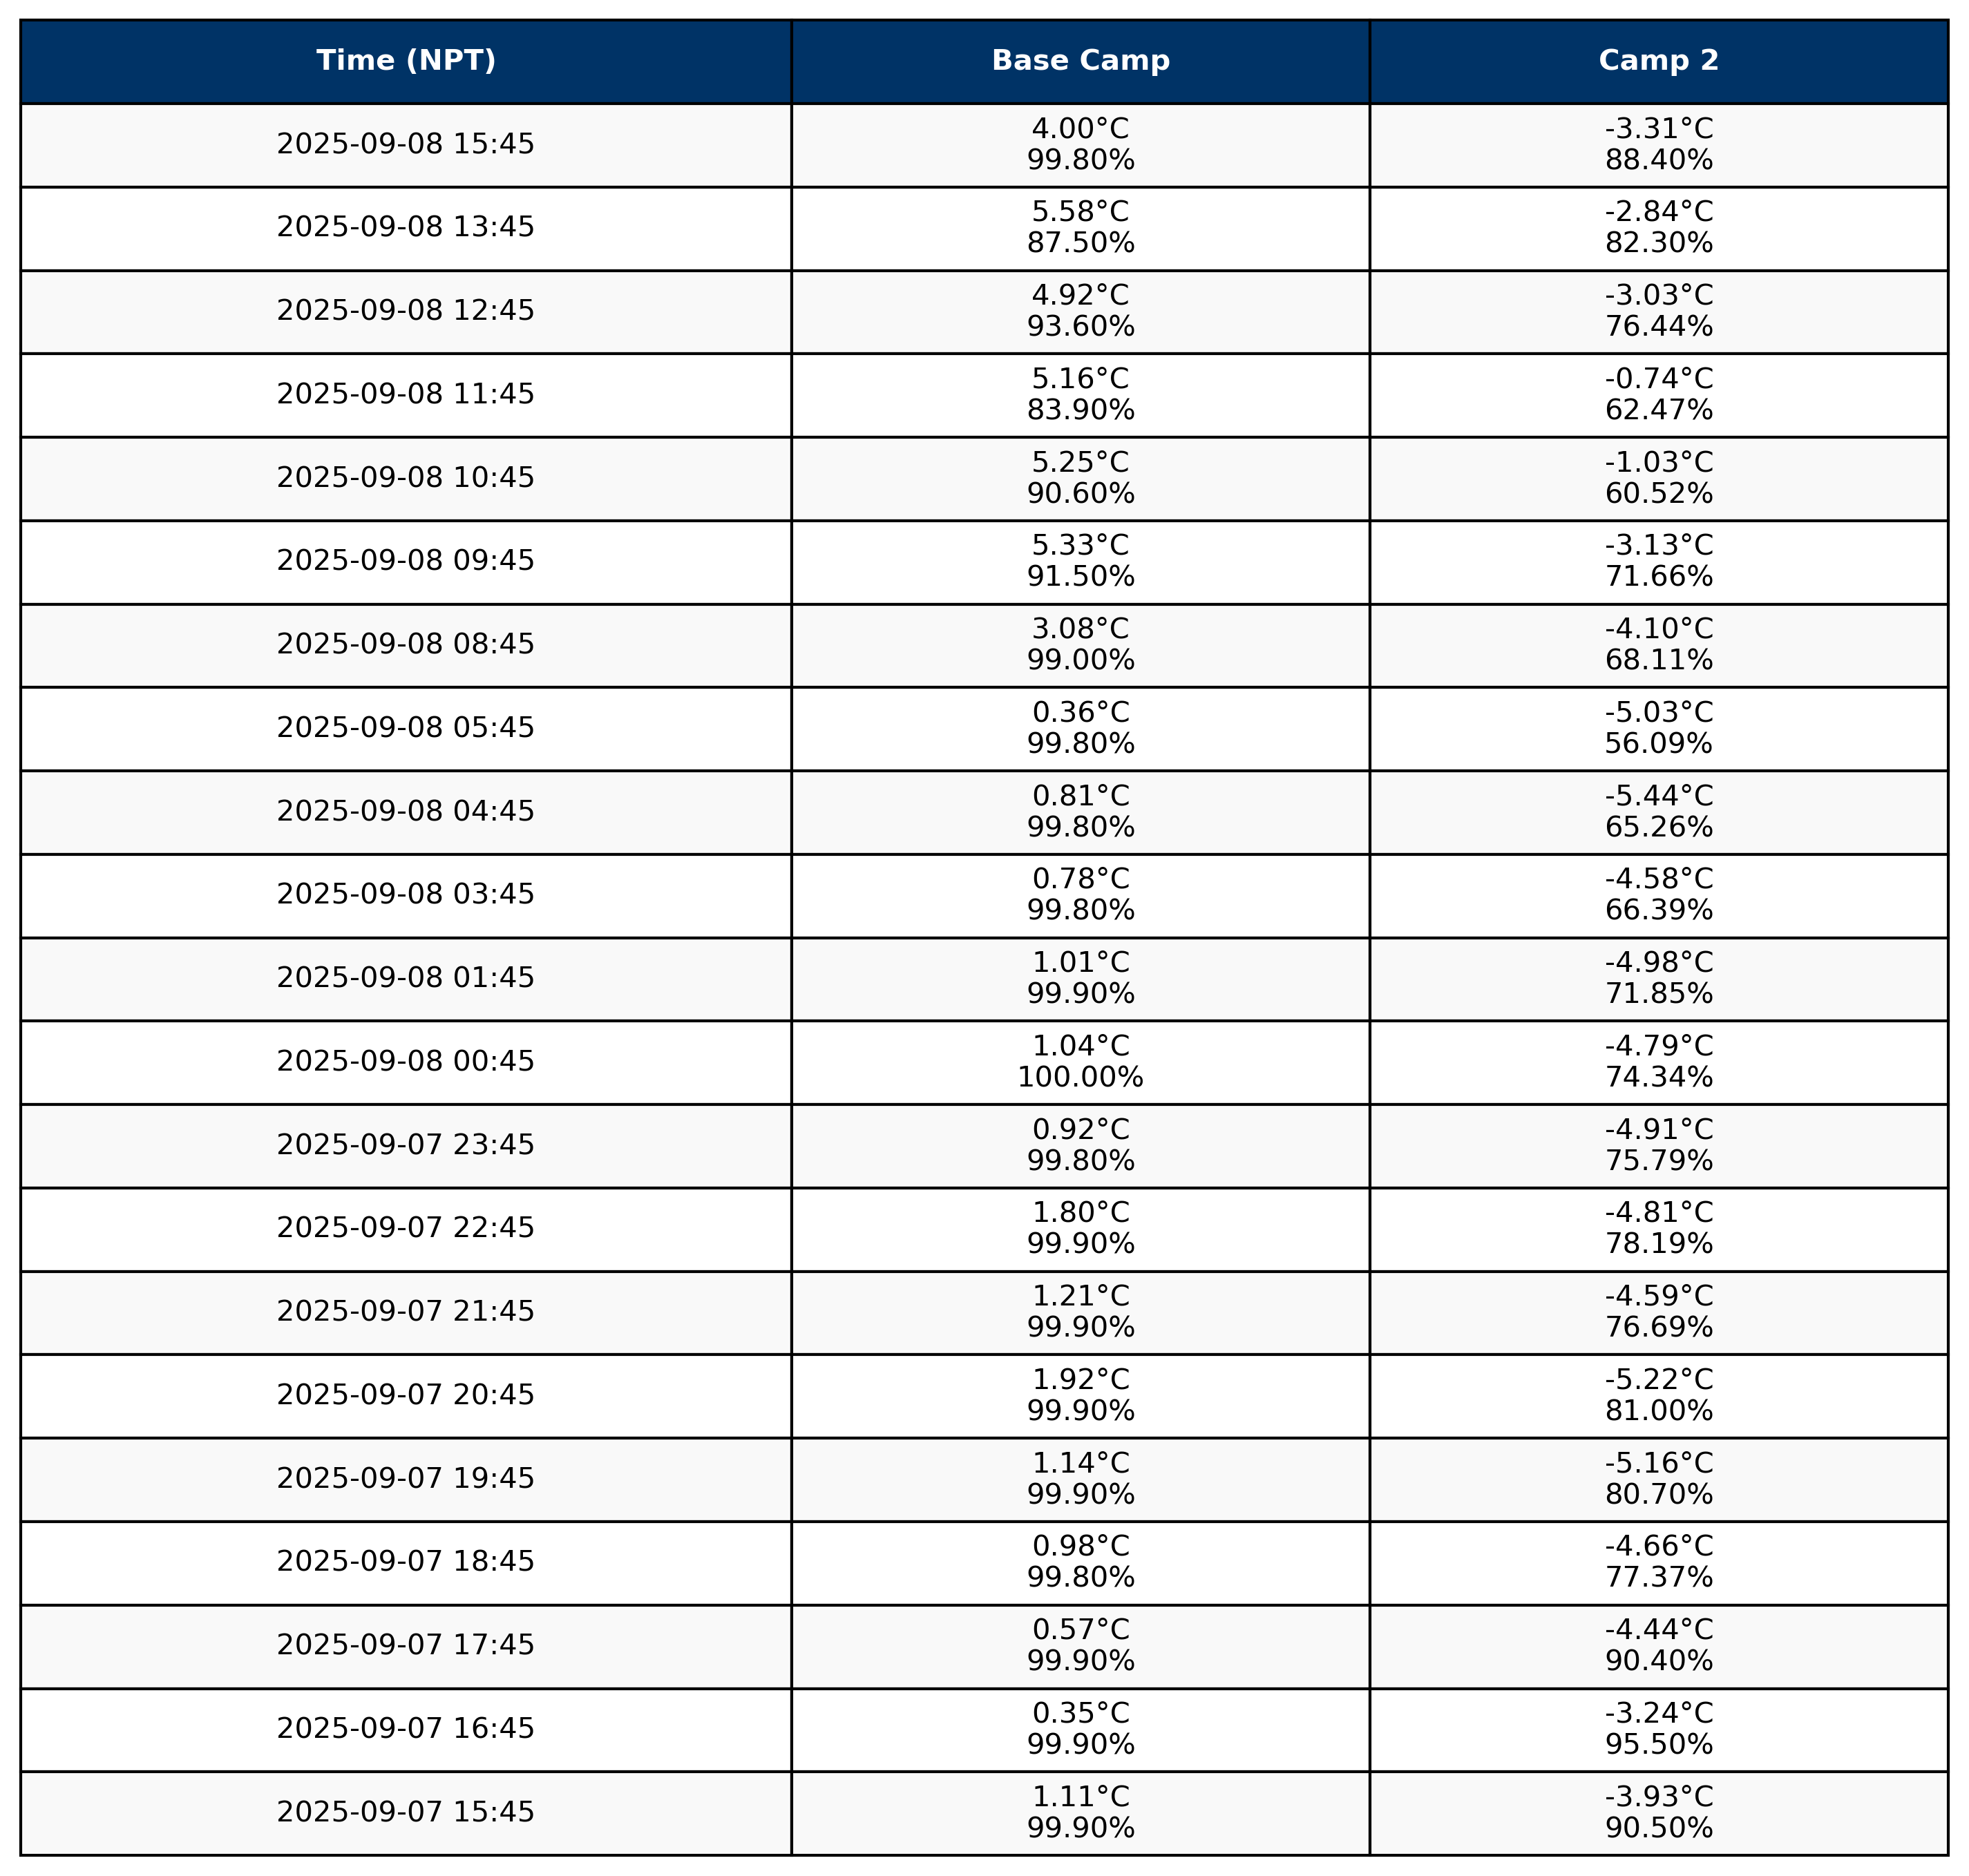 Time (NPT) Base Camp Camp 2
2025-09-08 15:45 4.00°C -3.31°C
99.80% 88.40%
2025-09-08 13:45 5.58°C -2.84°C
87.50% 82.30%
2025-09-08 12:45 4.92°C -3.03°C
93.60% 76.44%
2025-09-08 11:45 5.16°C -0.74°C
83.90% 62.47%
2025-09-08 10:45 5.25°C -1.03°C
90.60% 60.52%
2025-09-08 09:45 5.33°C -3.13°C
91.50% 71.66%
2025-09-08 08:45 3.08°C -4.10°C
99.00% 68.11%
2025-09-08 05:45 0.36°C -5.03°C
99.80% 56.09%
2025-09-08 04:45 0.81°C -5.44°C
99.80% 65.26%
2025-09-08 03:45 0.78°C -4.58°C
99.80% 66.39%
2025-09-08 01:45 1.01°C -4.98°C
99.90% 71.85%
2025-09-08 00:45 1.04°C -4.79°C
100.00% 74.34%
2025-09-07 23:45 0.92°C -4.91°C
99.80% 75.79%
2025-09-07 22:45 1.80°C -4.81°C
99.90% 78.19%
2025-09-07 21:45 1.21°C -4.59°C
99.90% 76.69%
2025-09-07 20:45 1.92°C -5.22°C
99.90% 81.00%
2025-09-07 19:45 1.14°C -5.16°C
99.90% 80.70%
2025-09-07 18:45 0.98°C -4.66°C
99.80% 77.37%
2025-09-07 17:45 0.57°C -4.44°C
99.90% 90.40%
2025-09-07 16:45 0.35°C -3.24°C
99.90% 95.50%
2025-09-07 15:45 1.11°C -3.93°C
99.90% 90.50%